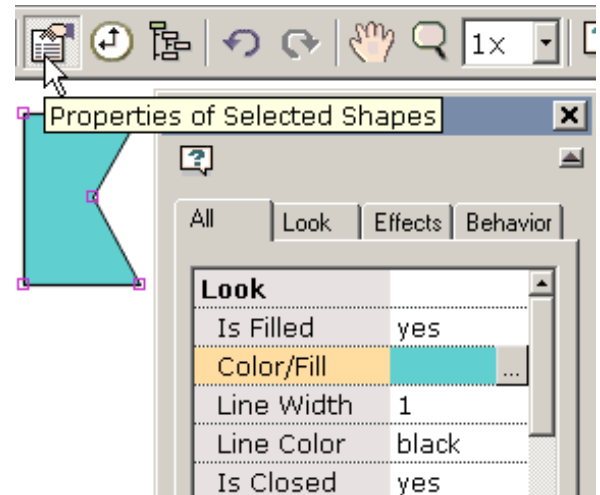 1x
Properties of Selected Shapes
All Look Effects Behavior
Look
Is Filled yes
Color/Fill ...
Line Width 1
Line Color black
Is Closed yes